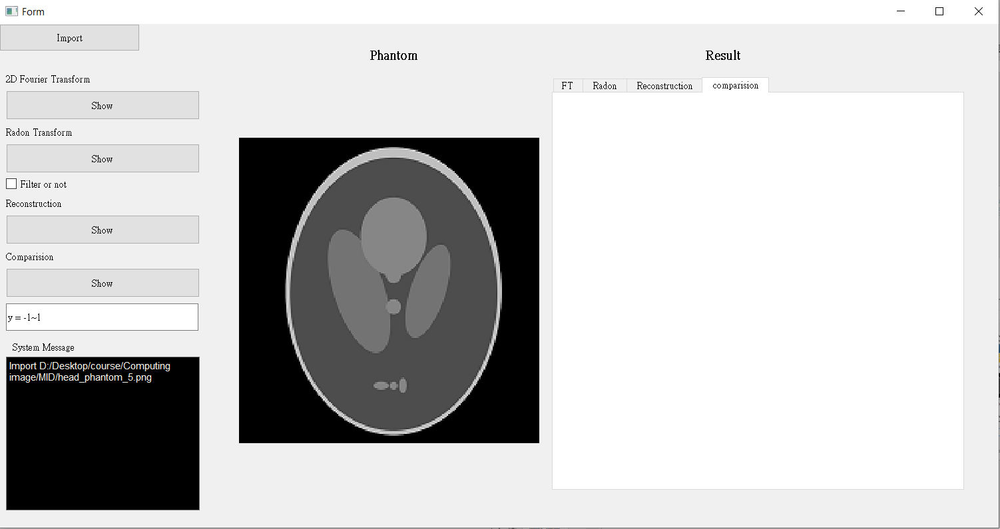 Form
Import
2D Fourier Transform
Show
Radon Transform
Show
Filter or not
Reconstruction
Show
Comparision
Show
y = -1~1
System Message
Import D:/Desktop/course/Computing
image/MID/head_phantom_5.png
Phantom
Result
FT Radon Reconstruction comparision